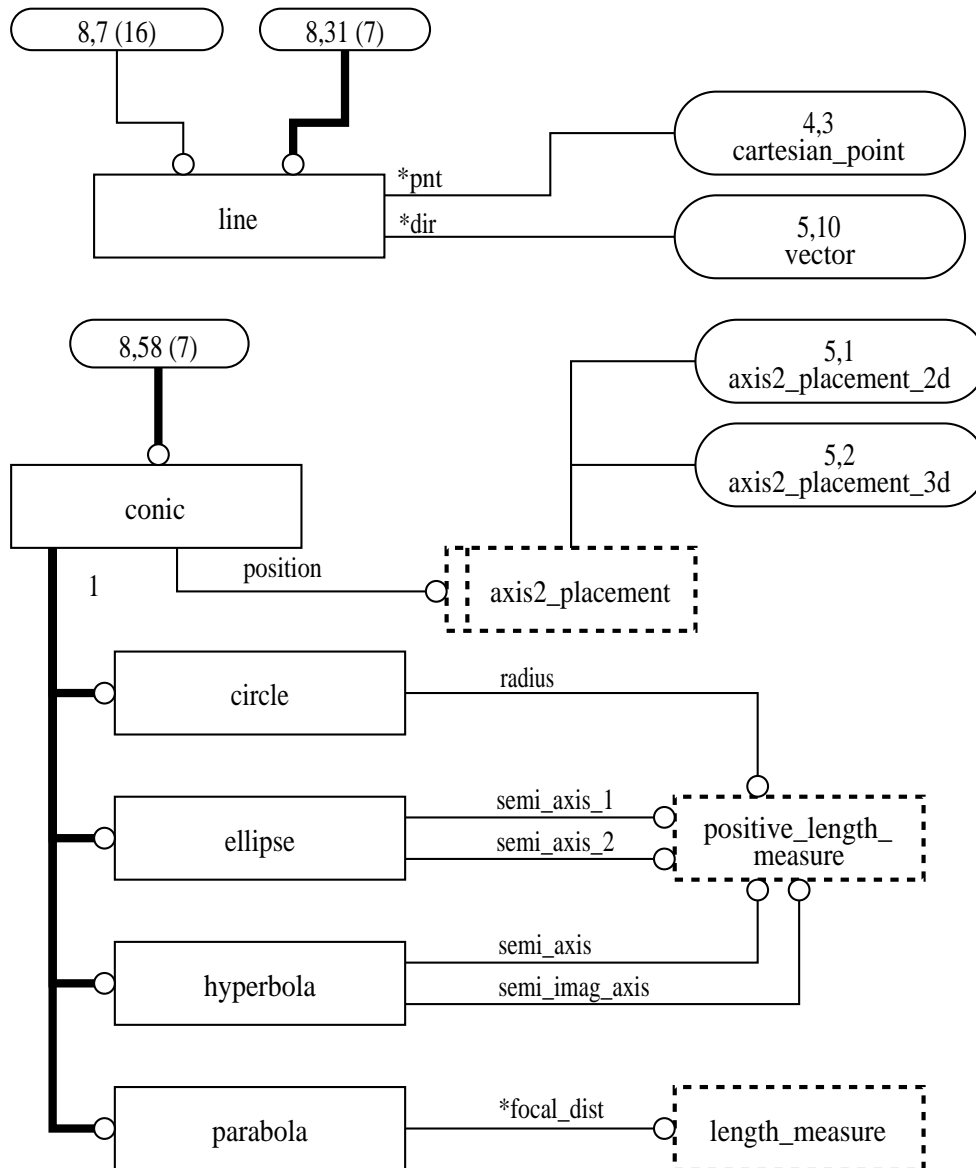 8,7 (16)
8,31 (7)
4,3
cartesian_point
*pnt
line
*dir
5,10
vector
8,58 (7)
5,1
axis2_placement_2d
5,2
axis2_placement_3d
conic
position
1
axis2_placement
circle
radius
ellipse
semi_axis_1
semi_axis_2
positive_length_
measure
hyperbola
semi_axis
semi_imag_axis
parabola
*focal_dist
length_measure